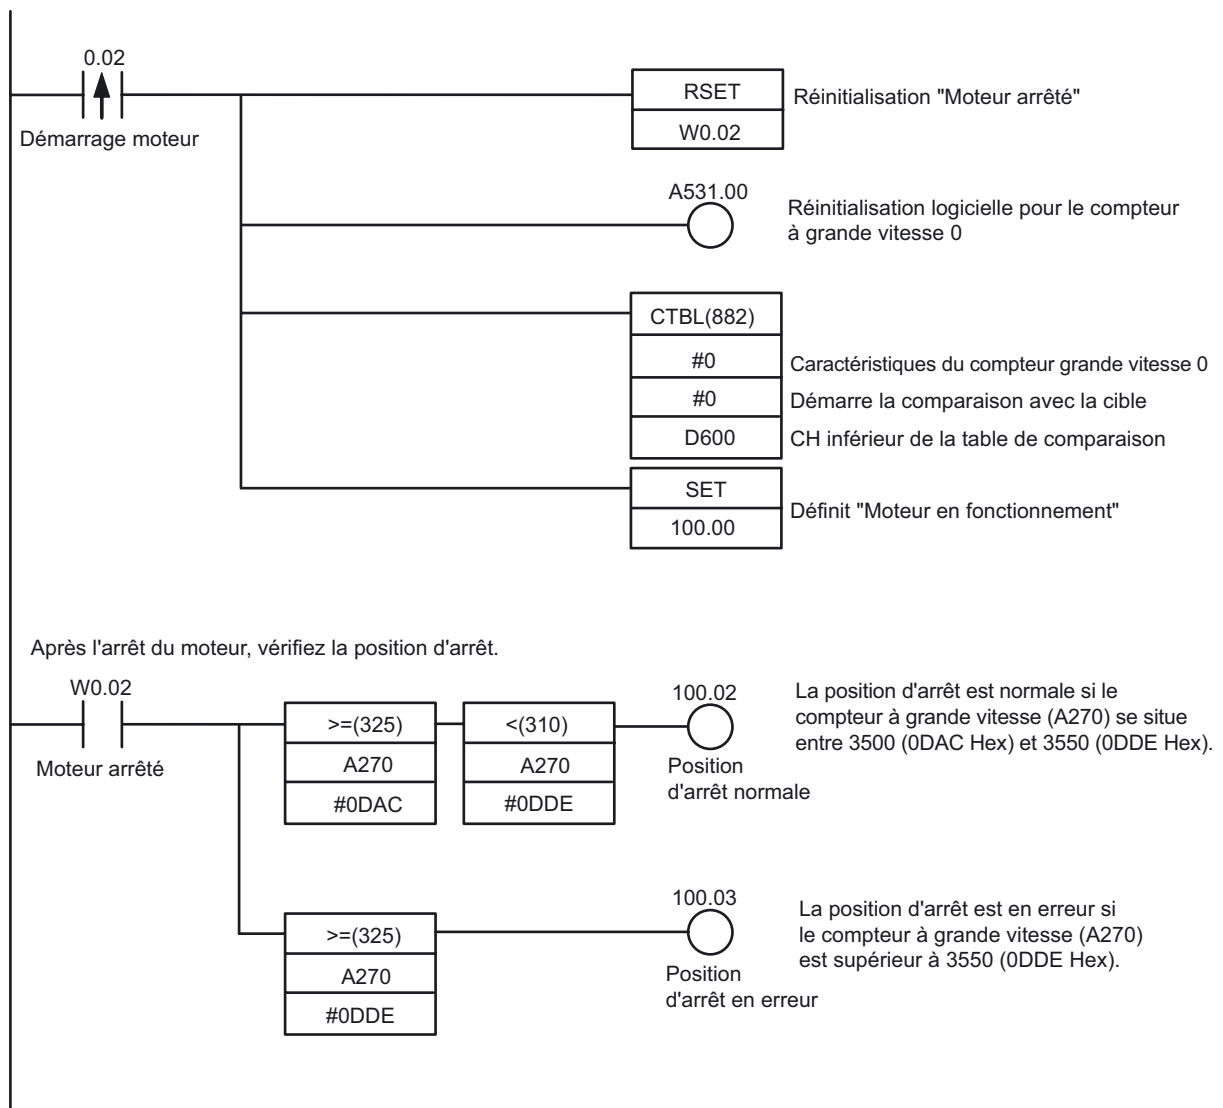 0.02
Démarrage moteur
RSET
W0.02
Réinitialisation "Moteur arrêté"
A531.00
Réinitialisation logicielle pour le compteur
à grande vitesse 0
CTBL(882)
#0
Caractéristiques du compteur grande vitesse 0
#0
Démarre la comparaison avec la cible
D600
CH inférieur de la table de comparaison
SET
100.00
Définit "Moteur en fonctionnement"
Après l'arrêt du moteur, vérifiez la position d'arrêt.
W0.02
Moteur arrêté
>=(325)
A270
#0DAC
<(310)
A270
#0DDE
100.02
Position
d'arrêt normale
La position d'arrêt est normale si le
compteur à grande vitesse (A270) se situe
entre 3500 (0DAC Hex) et 3550 (0DDE Hex).
>=(325)
A270
#0DDE
100.03
Position
d'arrêt en erreur
La position d'arrêt est en erreur si
le compteur à grande vitesse (A270)
est supérieur à 3550 (0DDE Hex).